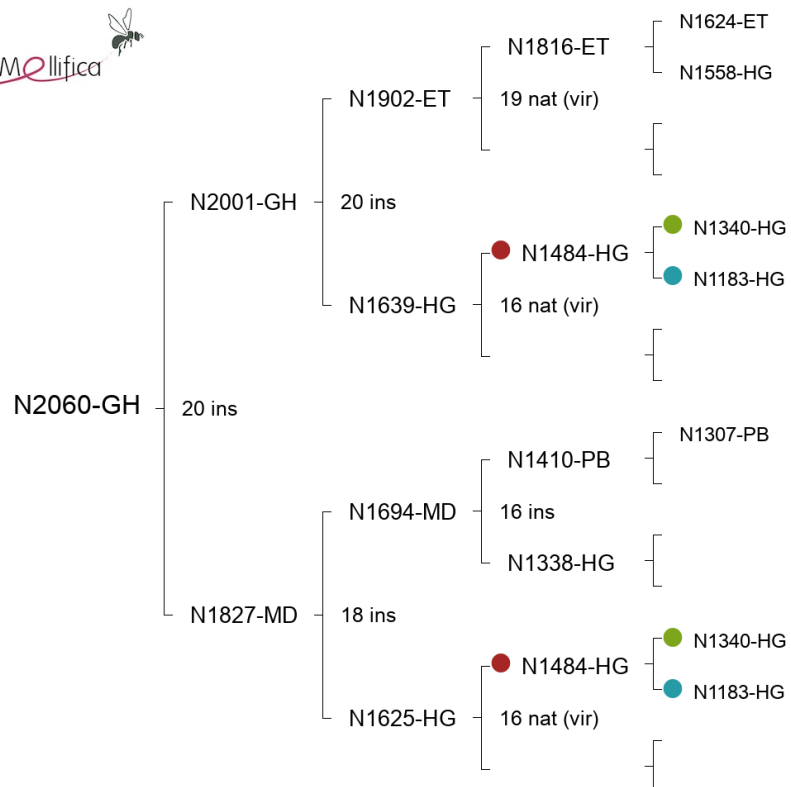 Mellifica
N1624-ET
N1816-ET
N1558-HG
N1902-ET
19 nat (vir)
N2001-GH
20 ins
N1340-HG
N1484-HG
N1183-HG
N1639-HG
16 nat (vir)
N2060-GH
20 ins
N1307-PB
N1410-PB
N1694-MD
16 ins
N1338-HG
N1827-MD
18 ins
N1340-HG
N1484-HG
N1183-HG
N1625-HG
16 nat (vir)